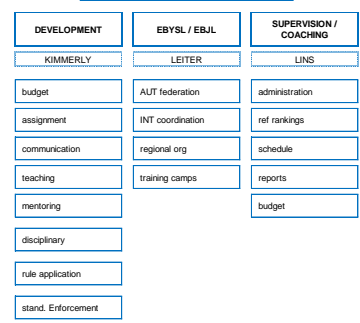 DEVELOPMENT
KIMMERLY
budget
assignment
communication
teaching
mentoring
disciplinary
rule application
stand. Enforcement
EBYSL / EBJL
LEITER
AUT federation
INT coordination
regional org
training camps
SUPERVISION /
COACHING
LINS
administration
ref rankings
schedule
reports
budget